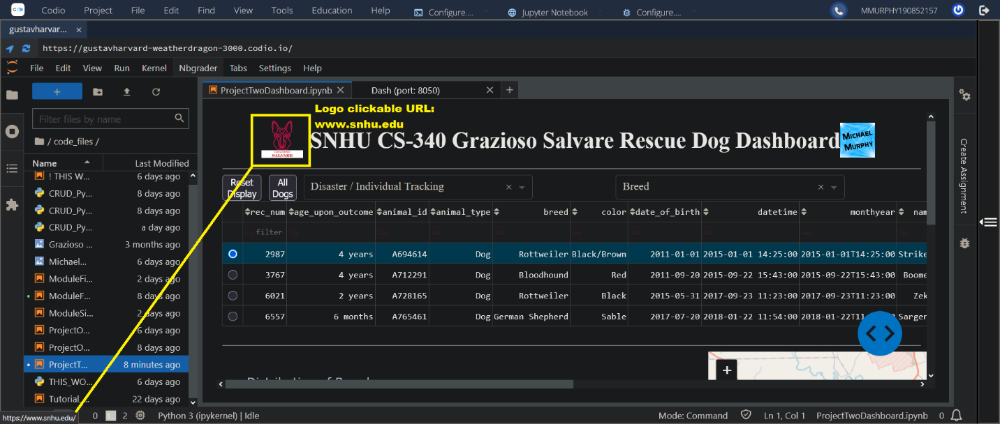 Codio Project File Edit Find View Tools Education Help Configure.... Jupyter Notebook Configure.... MMURPHY190852157
gustavharvar... ×
https://gustavharvard-weatherdragon-3000.codio.io/
File Edit View Run Kernel Nbgrader Tabs Settings Help
+
Filter files by name
/ code_files /
Name Last Modified
! THIS W... 6 days ago
CRUD_Py... 8 days ago
CRUD_Py... 8 days ago
CRUD_Py... a day ago
Grazioso ... 3 months ago
Michael... 6 days ago
ModuleFi... 2 days ago
ModuleF... 8 days ago
ModuleSi... 2 days ago
ProjectO... 6 days ago
ProjectO... 8 days ago
ProjectT... 8 minutes ago
THIS_WO... 6 days ago
Tutorial_... 22 days ago
ProjectTwoDashboard.ipynb × Dash (port: 8050) × +
Logo clickable URL:
www.snhu.edu
GRAZIOSO
SALVARE
SNHU CS-340 Grazioso Salvare Rescue Dog Dashboard
MICHAEL
MURPHY
Reset
Display
All
Dogs
Disaster / Individual Tracking ×
Breed ×
rec_num age_upon_outcome animal_id animal_type breed color date_of_birth datetime monthyear nam
filter
2987 4 years A694614 Dog Rottweiler Black/Brown 2011-01-01 2015-01-01 14:25:00 2015-01-01T14:25:00 Strike
3767 4 years A712291 Dog Bloodhound Red 2011-09-20 2015-09-22 15:43:00 2015-09-22T15:43:00 Boome
6021 2 years A728165 Dog Rottweiler Black 2015-05-31 2017-09-23 11:23:00 2017-09-23T11:23:00 Zek
6557 6 months A765461 Dog German Shepherd Sable 2017-07-20 2018-01-22 11:54:00 2018-01-22T11 Sargen
+
Create Assignment
https://www.snhu.edu/
0 2 Python 3 (ipykernel) | Idle Mode: Command Ln 1, Col 1 ProjectTwoDashboard.ipynb 0